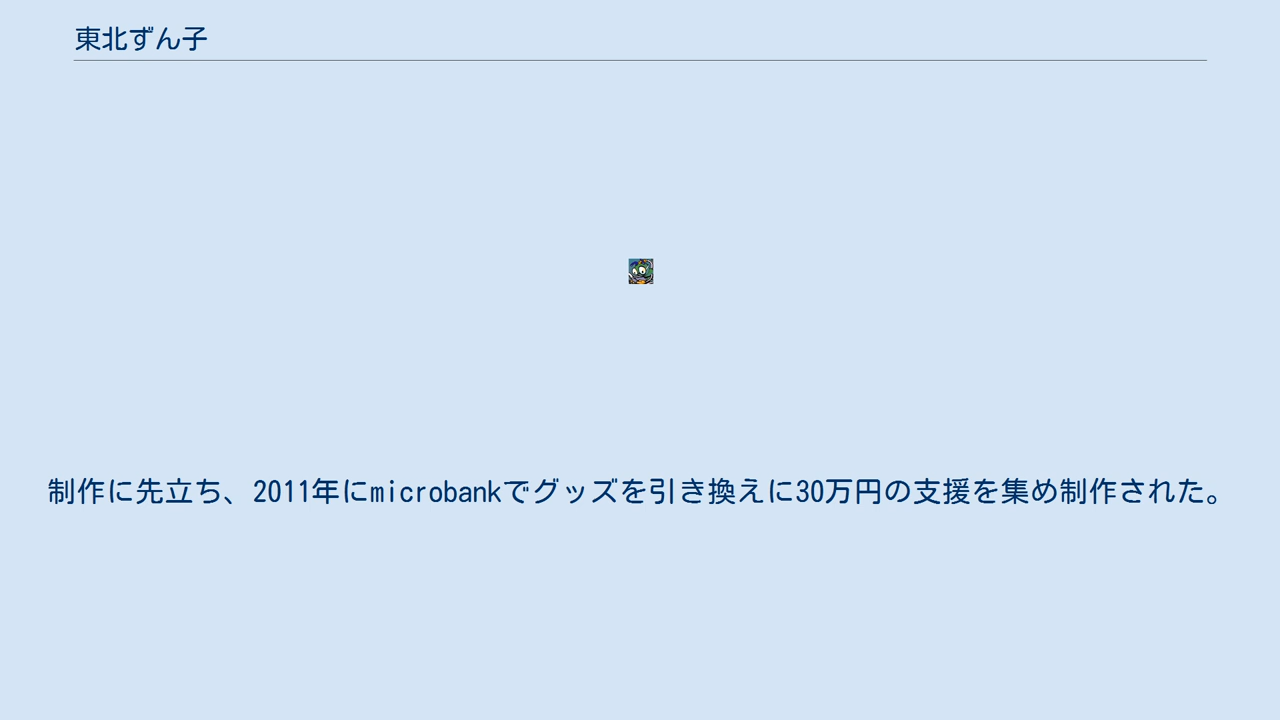 東北ずん子
制作に先立ち、2011年にmicrobankでグッズを引き換えに30万円の支援を集め制作された。